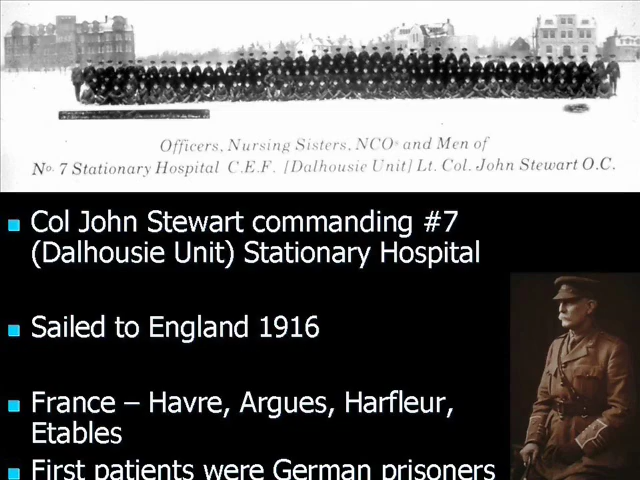 Officers, Nursing Sisters, NCOs and Men of
No. 7 Stationary Hospital C.E.F. [Dalhousie Unit] Lt. Col. John Stewart O.C.
Col John Stewart commanding #7
(Dalhousie Unit) Stationary Hospital
Sailed to England 1916
France – Havre, Argues, Harfleur,
Etables
First patients were German prisoners